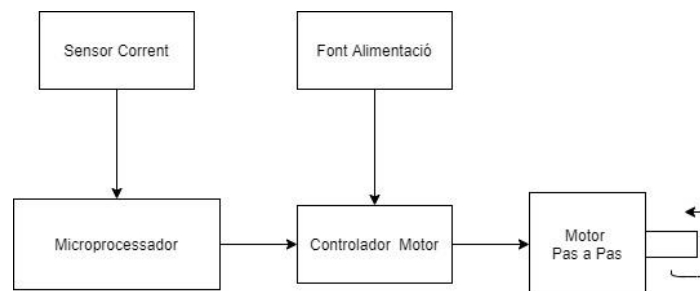 Sensor Corrent
Font Alimentació
Microprocessador
Controlador Motor
Motor
Pas a Pas